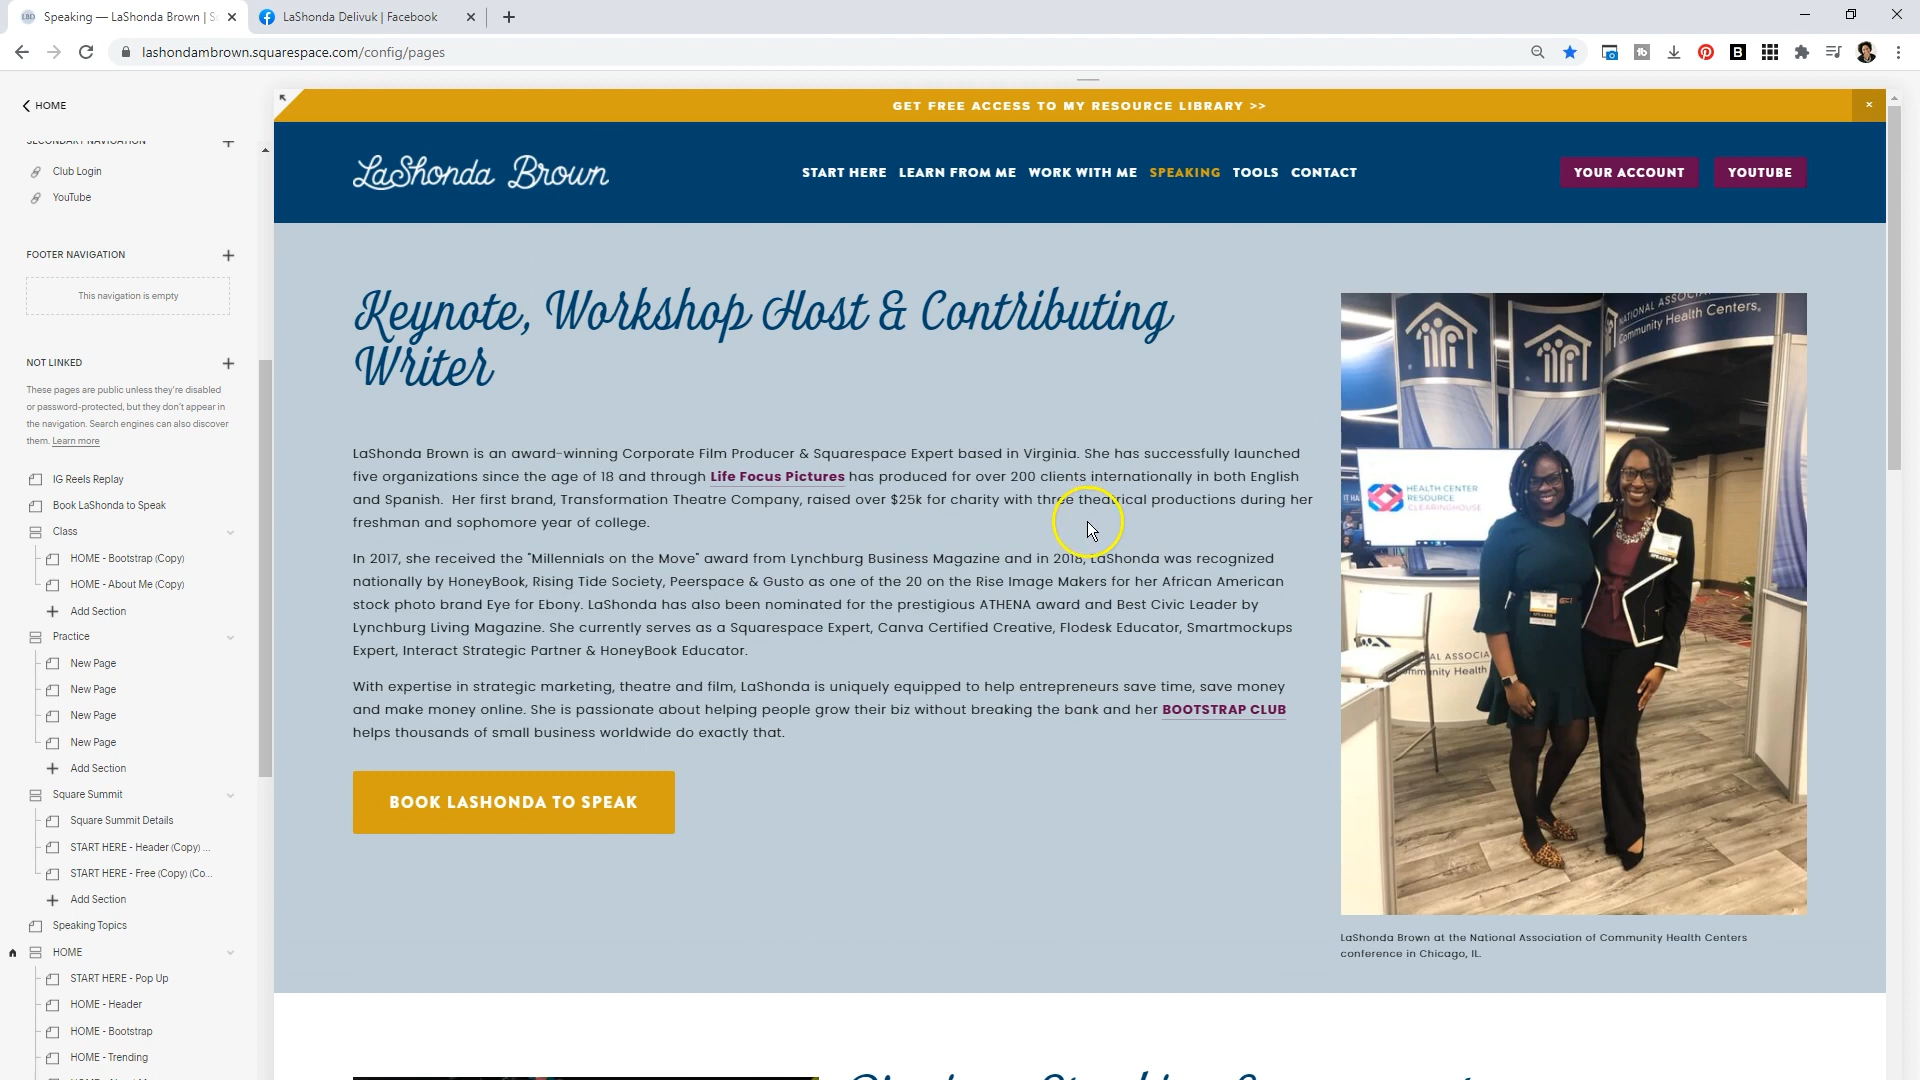 Speaking — LaShonda Brown | S
LaShonda Delivuk | Facebook
lashondambrown.squarespace.com/config/pages
HOME
SECONDARY NAVIGATION
Club Login
YouTube
FOOTER NAVIGATION
This navigation is empty
NOT LINKED
These pages are public unless they're disabled
or password-protected, but they don't appear in
the navigation. Search engines can also discover
them. Learn more
IG Reels Replay
Book LaShonda to Speak
Class
HOME - Bootstrap (Copy)
HOME - About Me (Copy)
Add Section
Practice
New Page
New Page
New Page
New Page
Add Section
Square Summit
Square Summit Details
START HERE - Header (Copy) ...
START HERE - Free (Copy) (Co...
Add Section
Speaking Topics
HOME
START HERE - Pop Up
HOME - Header
HOME - Bootstrap
HOME - Trending
GET FREE ACCESS TO MY RESOURCE LIBRARY >>
LaShonda Brown
START HERE LEARN FROM ME WORK WITH ME SPEAKING TOOLS CONTACT
YOUR ACCOUNT YOUTUBE
Keynote, Workshop Host & Contributing
Writer
LaShonda Brown is an award-winning Corporate Film Producer & Squarespace Expert based in Virginia. She has successfully launched
five organizations since the age of 18 and through Life Focus Pictures has produced for over 200 clients internationally in both English
and Spanish. Her first brand, Transformation Theatre Company, raised over $25k for charity with three theatrical productions during her
freshman and sophomore year of college.
In 2017, she received the "Millennials on the Move" award from Lynchburg Business Magazine and in 2018, LaShonda was recognized
nationally by HoneyBook, Rising Tide Society, Peerspace & Gusto as one of the 20 on the Rise Image Makers for her African American
stock photo brand Eye for Ebony. LaShonda has also been nominated for the prestigious ATHENA award and Best Civic Leader by
Lynchburg Living Magazine. She currently serves as a Squarespace Expert, Canva Certified Creative, Flodesk Educator, Smartmockups
Expert, Interact Strategic Partner & HoneyBook Educator.
With expertise in strategic marketing, theatre and film, LaShonda is uniquely equipped to help entrepreneurs save time, save money
and make money online. She is passionate about helping people grow their biz without breaking the bank and her BOOTSTRAP CLUB
helps thousands of small business worldwide do exactly that.
BOOK LASHONDA TO SPEAK
NATIONAL ASSOCIA
Community Health Centers.
HEALTH CENTER
RESOURCE
CLEARINGHOUSE
AL ASSOCIA
mmunity Health
SPEAKER
LaShonda Brown at the National Association of Community Health Centers
conference in Chicago, IL.